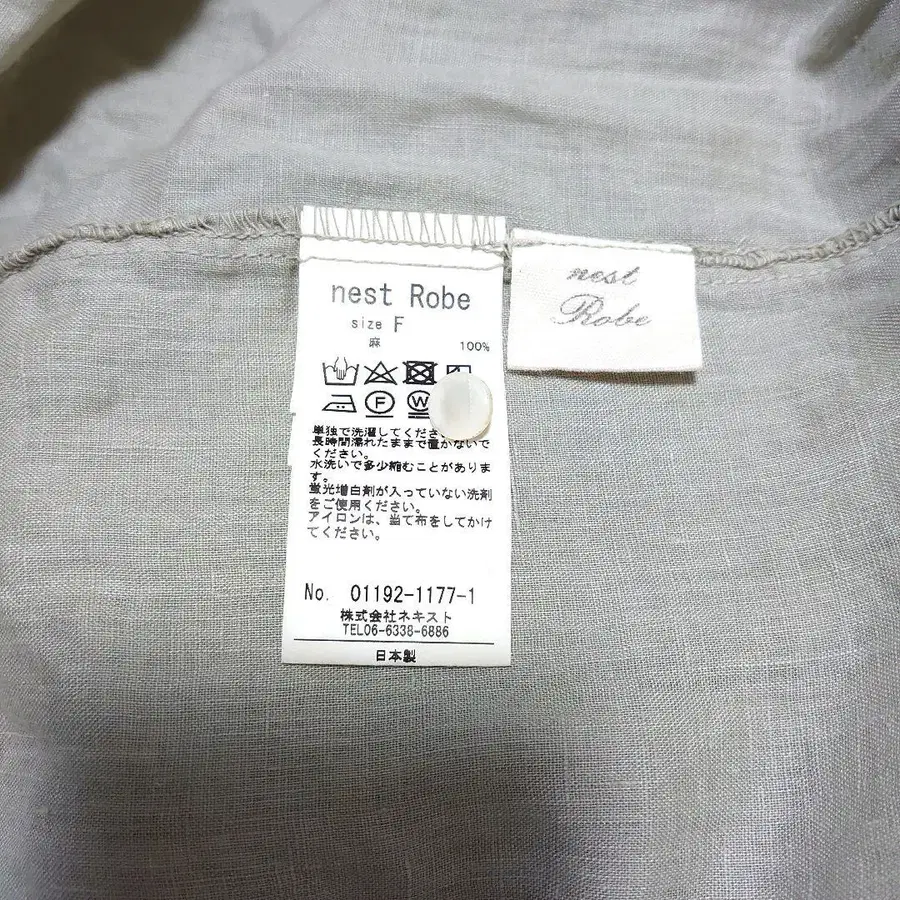 nest Robe
size F
麻 100%
F W
単独で洗濯してくださ
長時間濡れたままで置かないで
ください。
水洗いで多少縮むことがありま
す。
蛍光増白剤が入っていない洗剤
をご使用ください。
アイロンは、当て布をしてかけ
てください。
No. 01192-1177-1
株式会社ネキスト
TEL06-6338-6886
日本製
nest
Robe